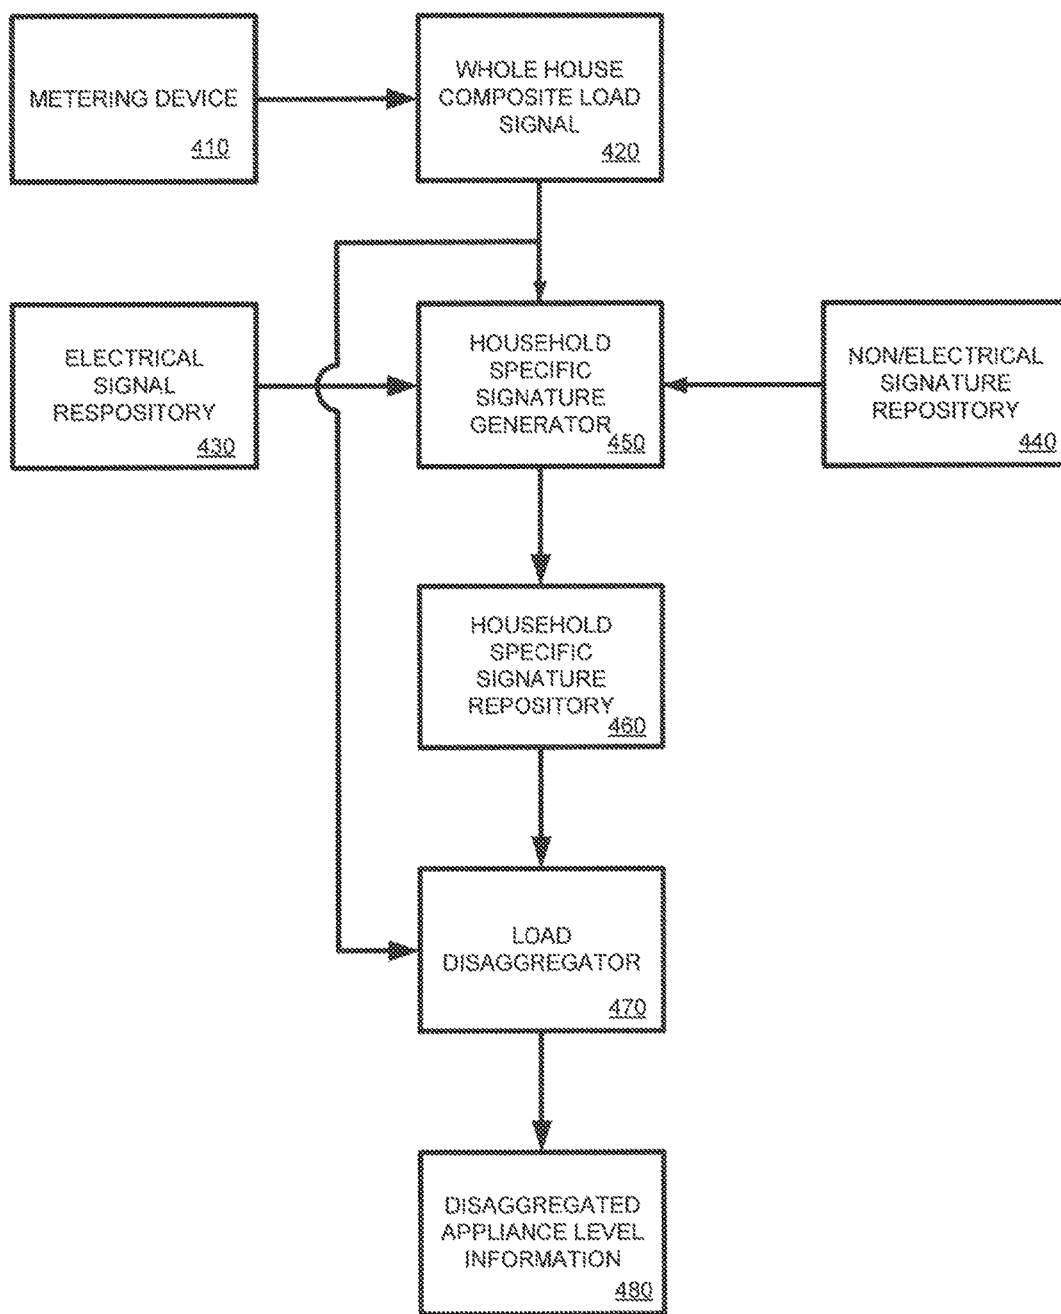 METERING DEVICE
410
WHOLE HOUSE
COMPOSITE LOAD
SIGNAL
420
ELECTRICAL
SIGNAL
RESPOSITORY
430
HOUSEHOLD
SPECIFIC
SIGNATURE
GENERATOR
450
NON/ELECTRICAL
SIGNATURE
REPOSITORY
440
HOUSEHOLD
SPECIFIC
SIGNATURE
REPOSITORY
460
LOAD
DISAGGREGATOR
470
DISAGGREGATED
APPLIANCE LEVEL
INFORMATION
480